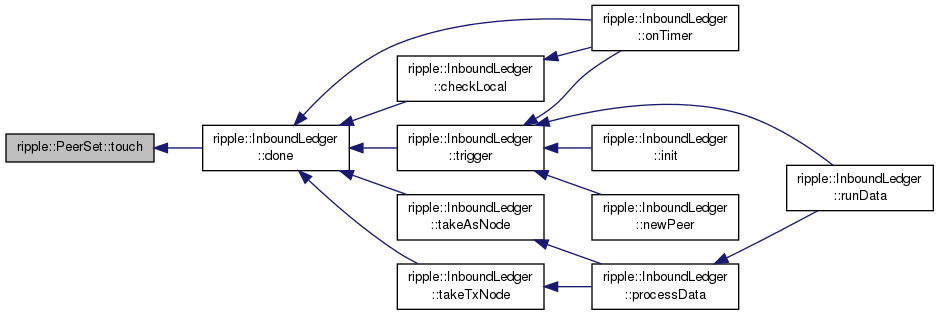 ripple::PeerSet::touch
ripple::InboundLedger
::done
ripple::InboundLedger
::checkLocal
ripple::InboundLedger
::trigger
ripple::InboundLedger
::takeAsNode
ripple::InboundLedger
::takeTxNode
ripple::InboundLedger
::onTimer
ripple::InboundLedger
::init
ripple::InboundLedger
::newPeer
ripple::InboundLedger
::processData
ripple::InboundLedger
::runData